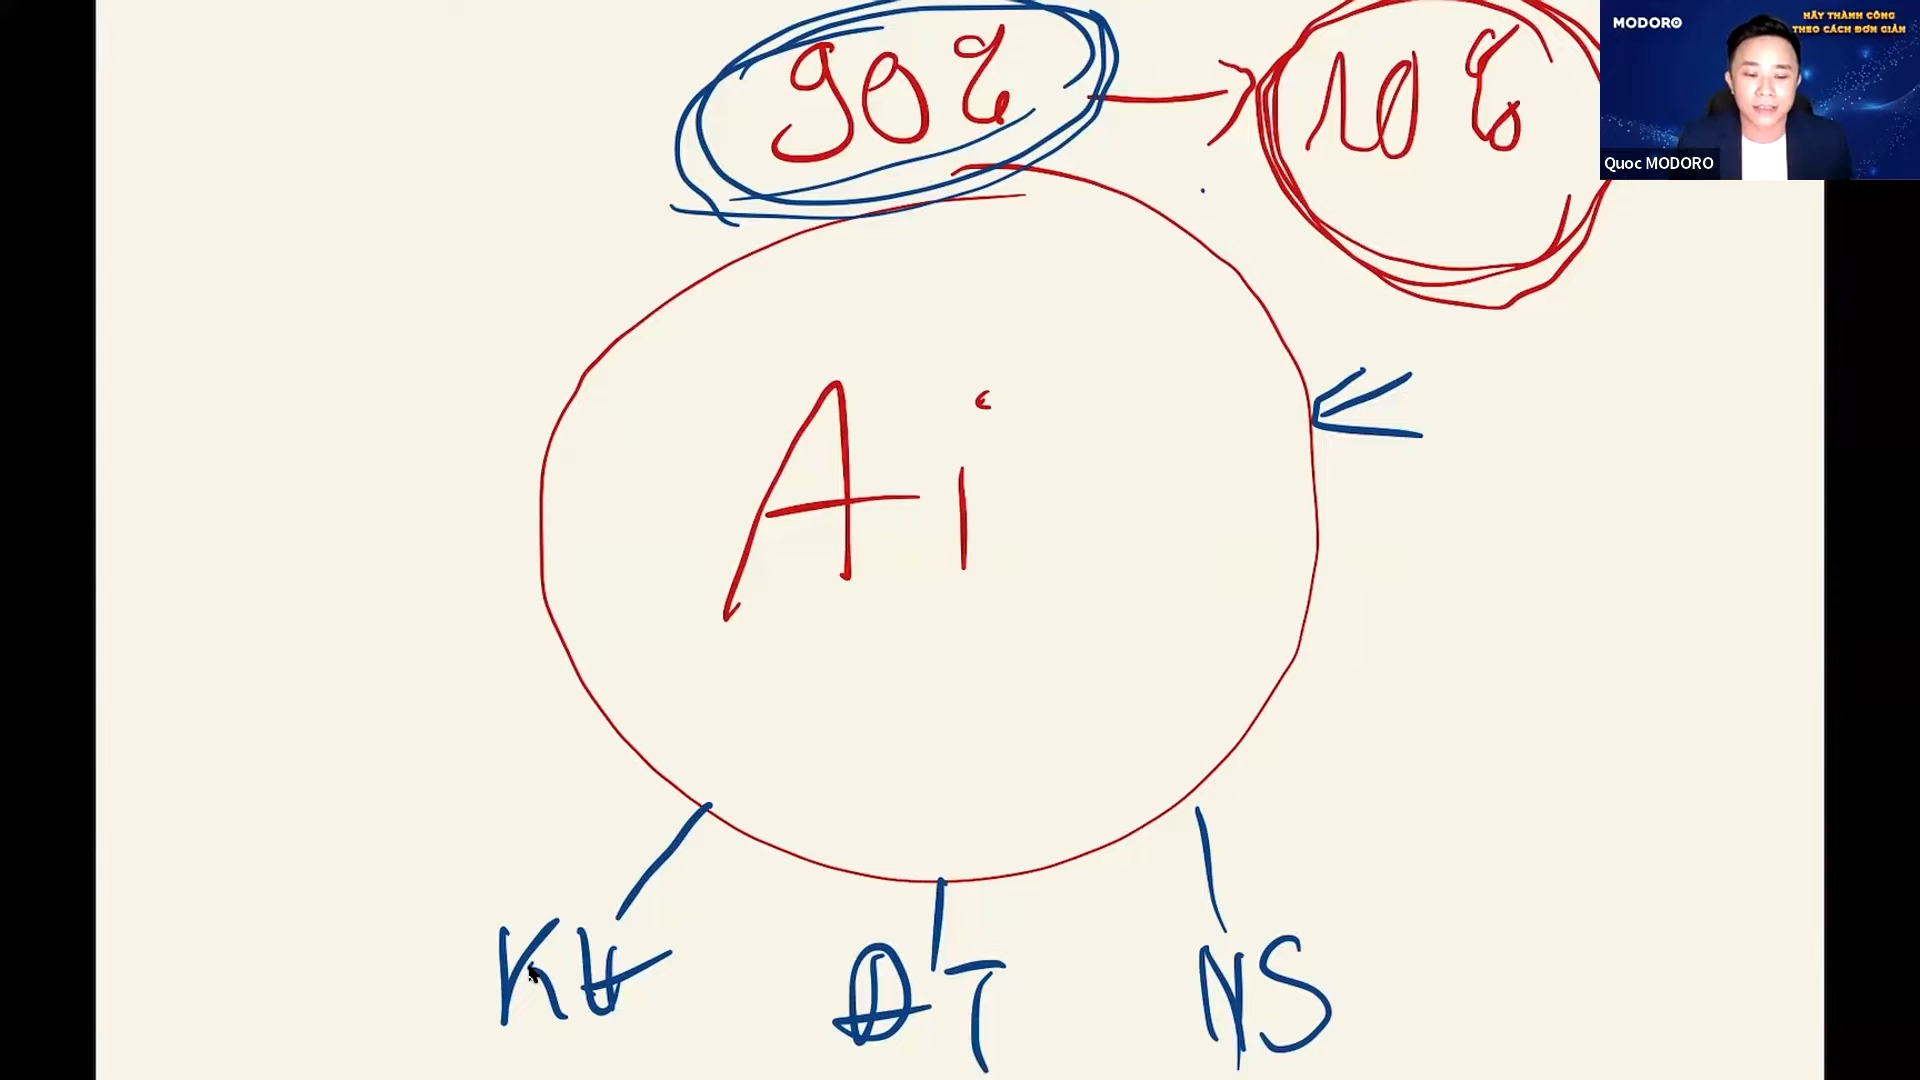 90% 10%
MODORO
HÃY THÀNH CÔNG
THEO CÁCH ĐƠN GIẢN
Quoc MODORO
Ai
KH ĐT NS